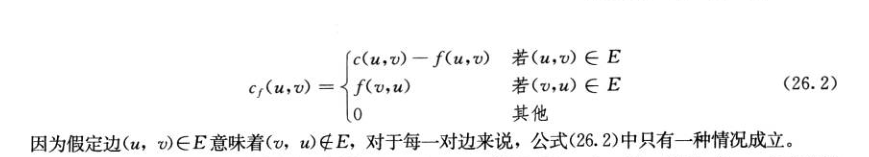 c(u,v)－f(u,v) 若(u,v)∈E
c_f(u,v)＝{f(v,u) 若(v,u)∈E (26.2)
0 其他
因为假定边(u，v)∈E意味着(v，u)∉E，对于每一对边来说，公式(26.2)中只有一种情况成立。